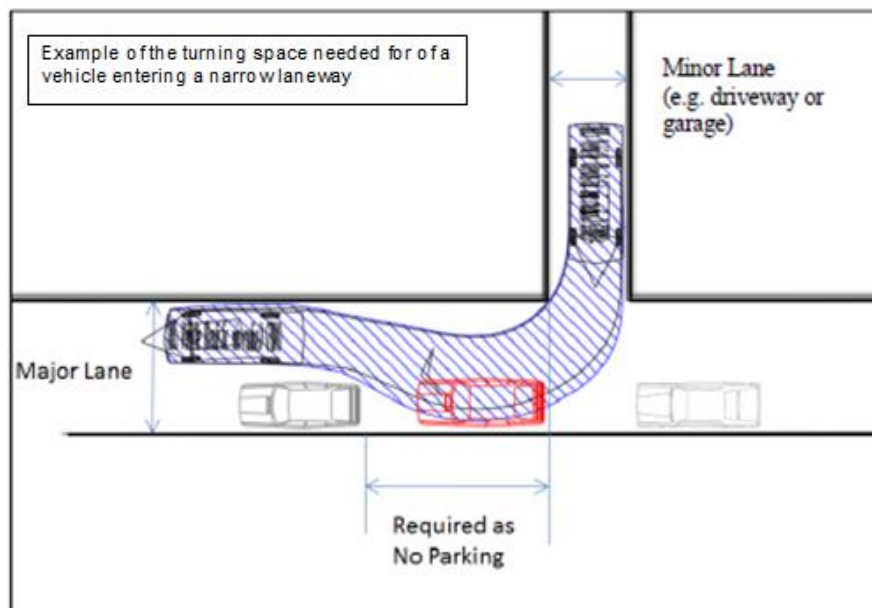 Example of the turning space needed for of a
vehicle entering a narrow laneway
Minor Lane
(e.g. driveway or
garage)
Major Lane
Required as
No Parking